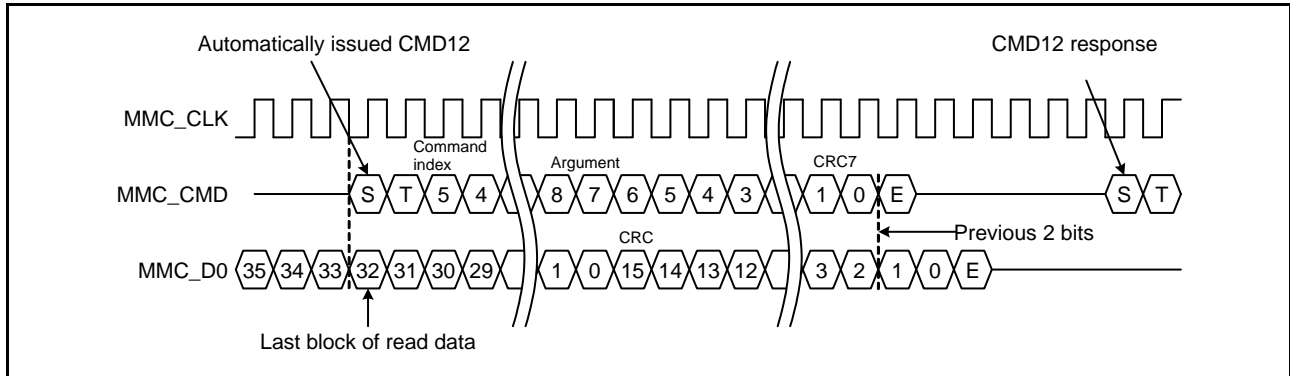 Automatically issued CMD12
CMD12 response
MMC_CLK
Command
index
Argument
CRC7
MMC_CMD
S T 5 4 8 7 6 5 4 3 1 0 E S T
Previous 2 bits
CRC
MMC_D0
35 34 33 32 31 30 29 1 0 15 14 13 12 3 2 1 0 E
Last block of read data